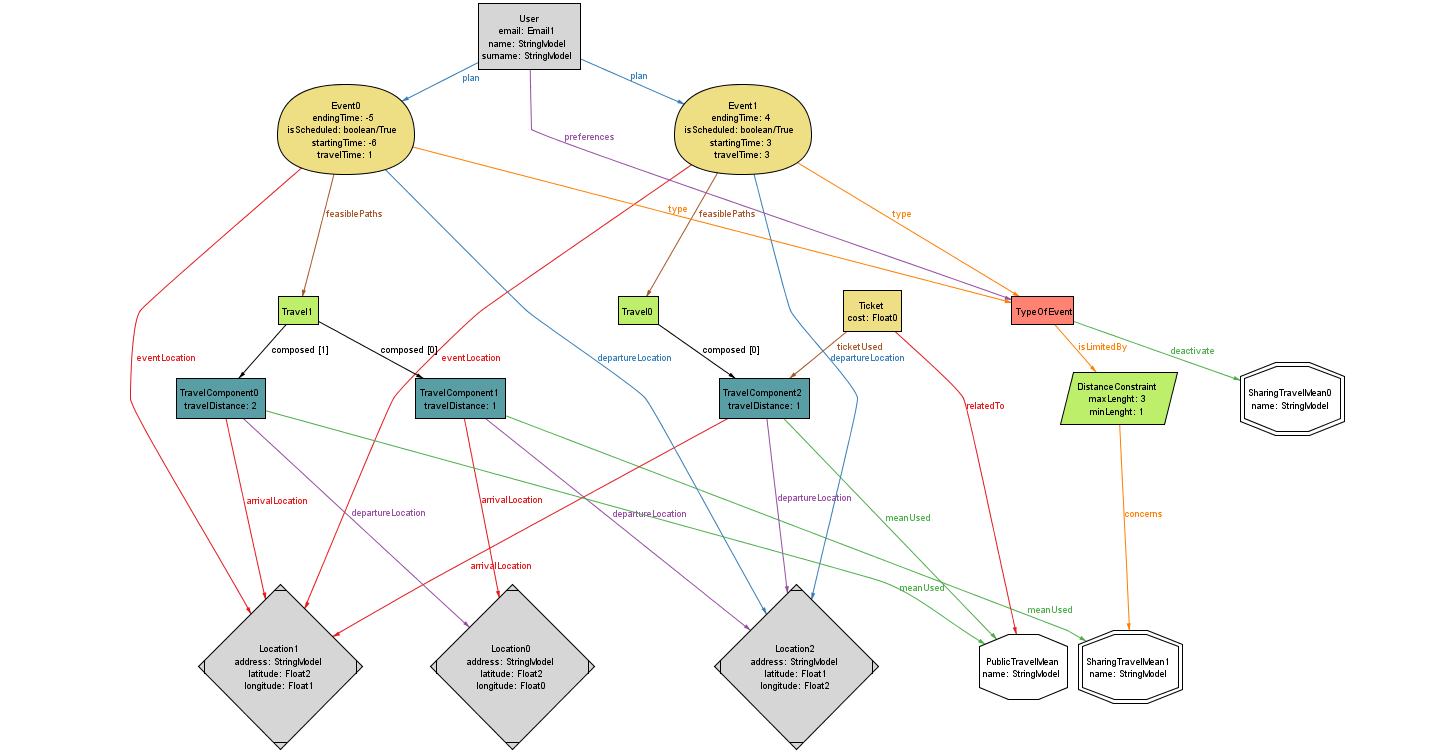 User
email: Email1
name: StringModel
surname: StringModel
plan
plan
Event0
endingTime: -5
isScheduled: boolean/True
startingTime: -6
travelTime: 1
Event1
endingTime: 4
isScheduled: boolean/True
startingTime: 3
travelTime: 3
preferences
feasiblePaths
type
feasiblePaths
type
Travel1
Travel0
Ticket
cost: Float0
TypeOfEvent
eventLocation
composed [1]
composed [0]
eventLocation
departureLocation
composed [0]
ticketUsed
departureLocation
isLimitedBy
deactivate
TravelComponent0
travelDistance: 2
TravelComponent1
travelDistance: 1
TravelComponent2
travelDistance: 1
relatedTo
DistanceConstraint
maxLenght: 3
minLenght: 1
SharingTravelMean0
name: StringModel
arrivalLocation
departureLocation
arrivalLocation
departureLocation
departureLocation
meanUsed
concerns
arrivalLocation
meanUsed
meanUsed
Location1
address: StringModel
latitude: Float2
longitude: Float1
Location0
address: StringModel
latitude: Float2
longitude: Float0
Location2
address: StringModel
latitude: Float1
longitude: Float2
PublicTravelMean
name: StringModel
SharingTravelMean1
name: StringModel